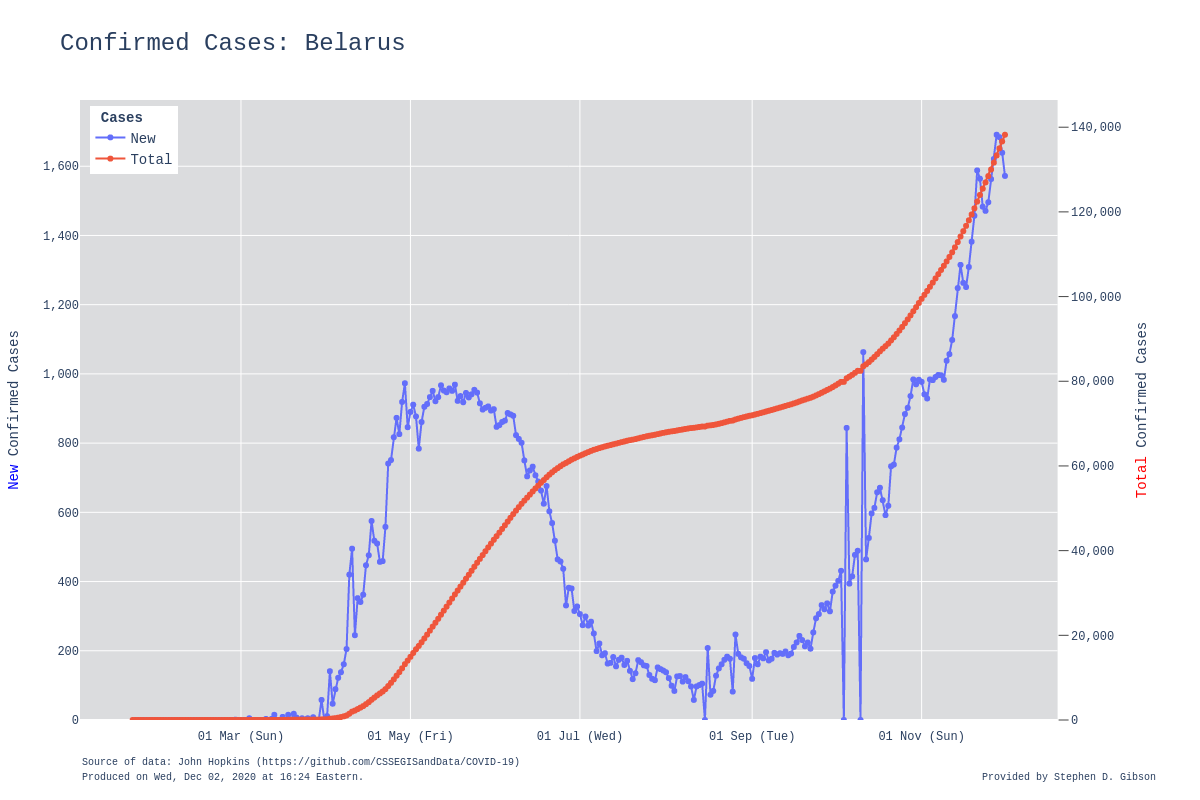 Confirmed Cases: Belarus
Cases
New
Total
1,600
1,400
1,200
1,000
800
600
400
200
0
New Confirmed Cases
140,000
120,000
100,000
80,000
60,000
40,000
20,000
0
Total Confirmed Cases
01 Mar (Sun) 01 May (Fri) 01 Jul (Wed) 01 Sep (Tue) 01 Nov (Sun)
Source of data: John Hopkins (https://github.com/CSSEGISandData/COVID-19)
Produced on Wed, Dec 02, 2020 at 16:24 Eastern.
Provided by Stephen D. Gibson